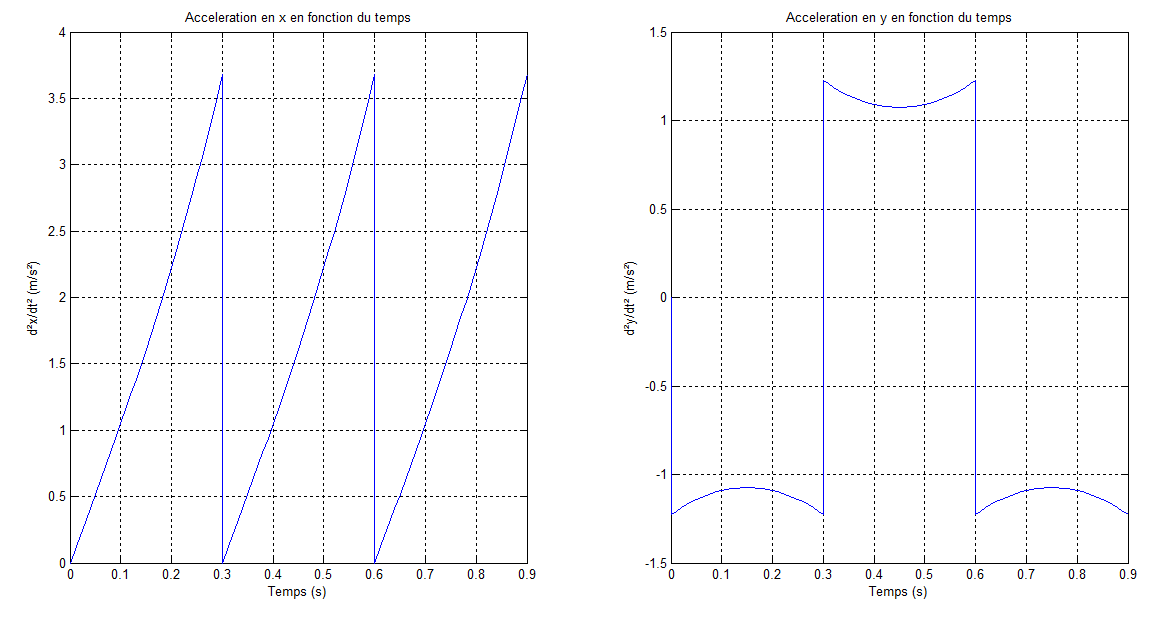 Acceleration en x en fonction du temps
4
3.5
3
2.5
2
1.5
1
0.5
0
d²x/dt² (m/s²)
0 0.1 0.2 0.3 0.4 0.5 0.6 0.7 0.8 0.9
Temps (s)
Acceleration en y en fonction du temps
1.5
1
0.5
0
-0.5
-1
-1.5
d²y/dt² (m/s²)
0 0.1 0.2 0.3 0.4 0.5 0.6 0.7 0.8 0.9
Temps (s)